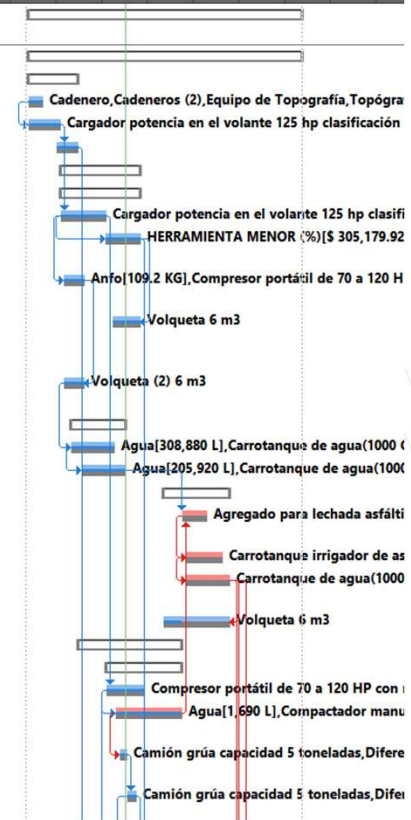 Cadenero,Cadeneros (2),Equipo de Topografía,Topógra
Cargador potencia en el volante 125 hp clasificación
Cargador potencia en el volante 125 hp clasifi
HERRAMIENTA MENOR (%)[$ 305,179.92
Anfo[109.2 KG],Compresor portátil de 70 a 120 H
Volqueta 6 m3
Volqueta (2) 6 m3
Agua[308,880 L],Carrotanque de agua(1000 G
Agua[205,920 L],Carrotanque de agua(1000
Agregado para lechada asfálti
Carrotanque irrigador de as
Carrotanque de agua(1000
Volqueta 6 m3
Compresor portátil de 70 a 120 HP con
Agua[1,690 L],Compactador manu
Camión grúa capacidad 5 toneladas,Difere
Camión grúa capacidad 5 toneladas,Difere